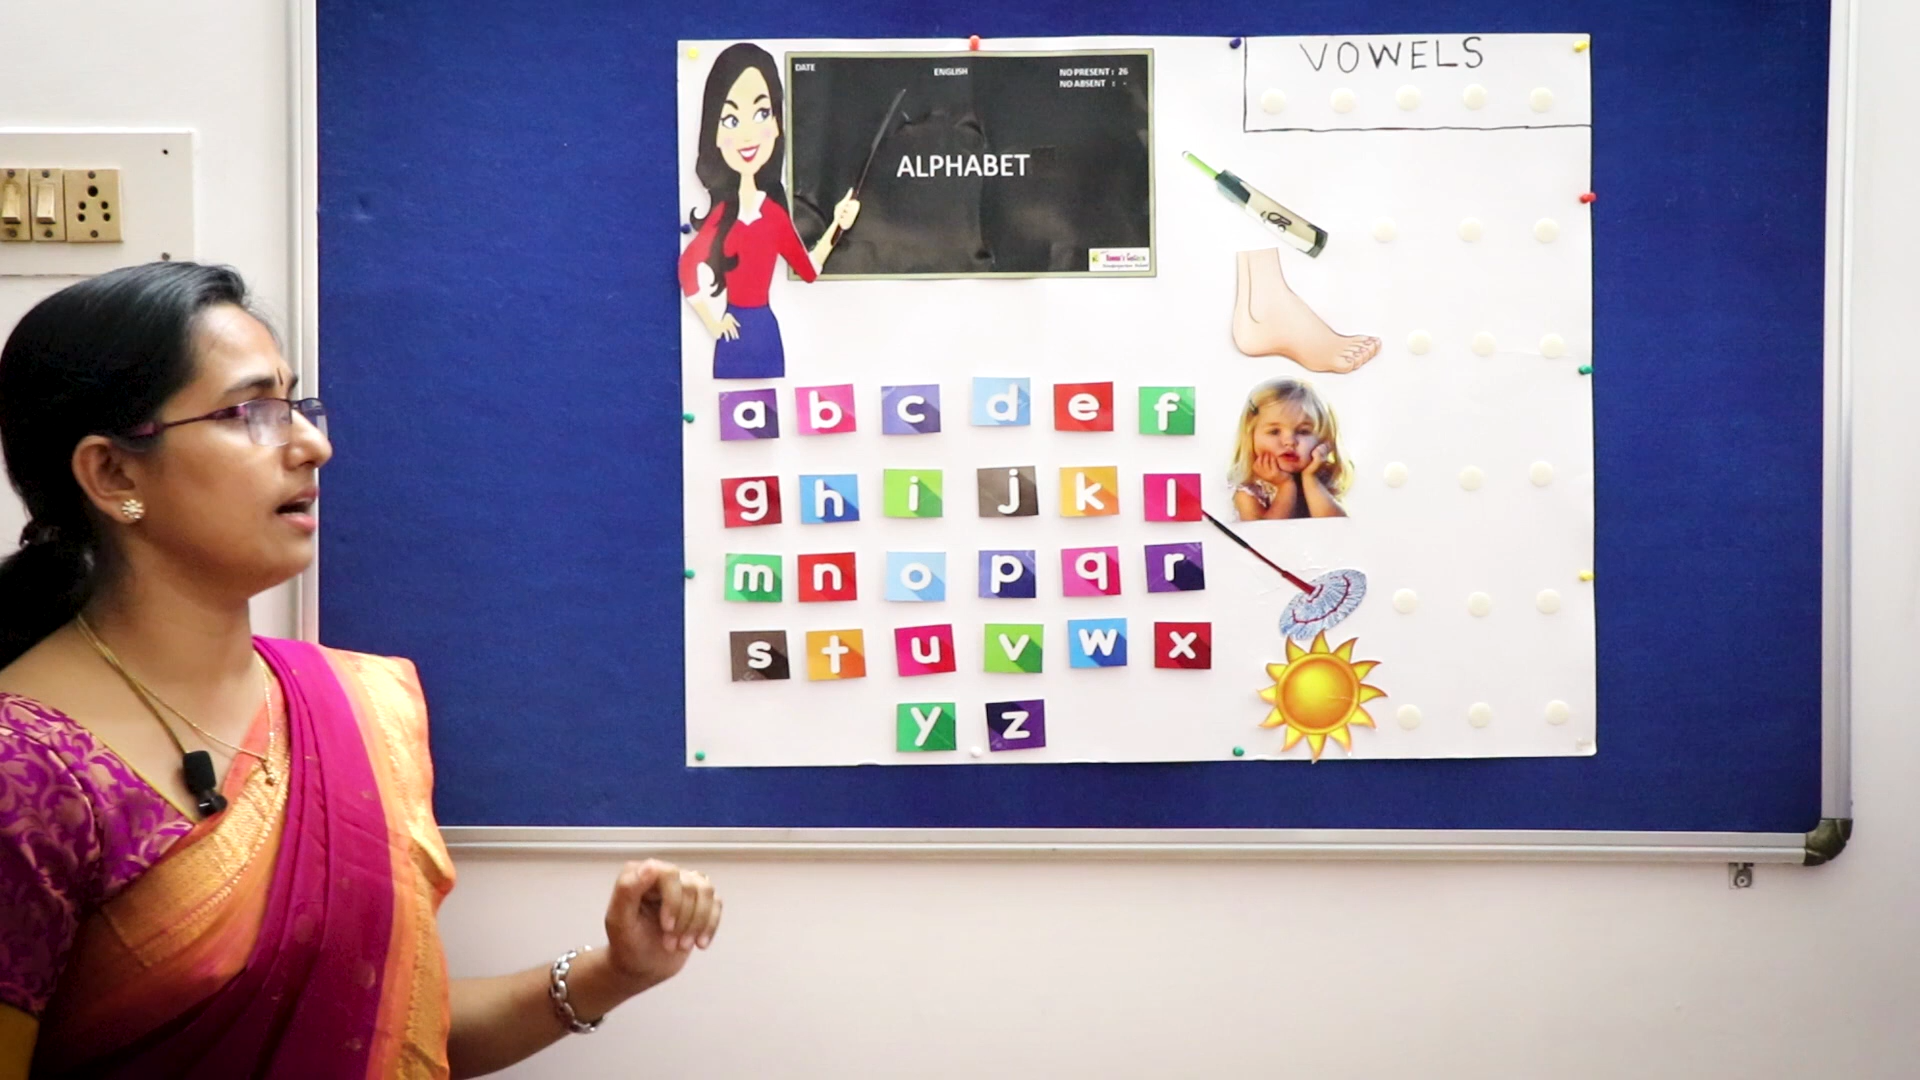 DATE
ENGLISH
NO PRESENT : 26
NO ABSENT : -
ALPHABET
VOWELS
a b c d e f
g h i j k l
m n o p q r
s t u v w x
y z